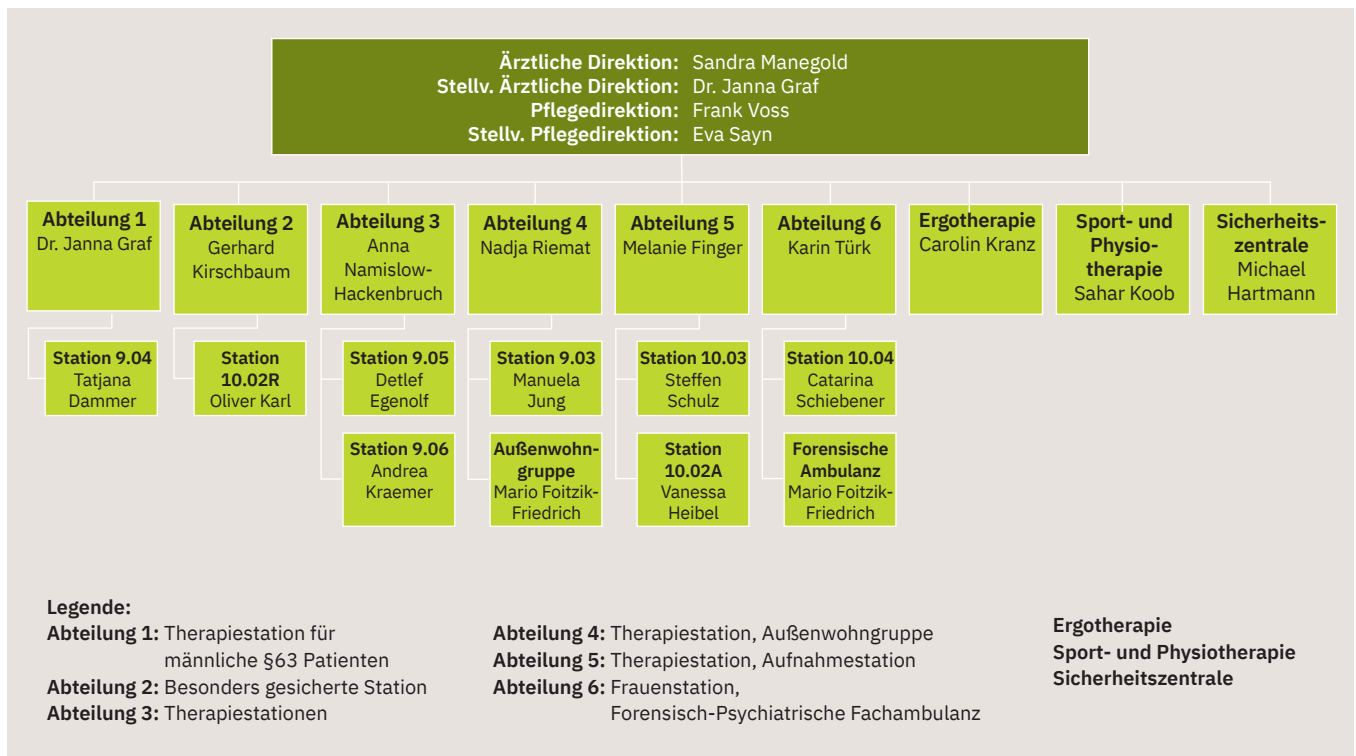 Ärztliche Direktion: Sandra Manegold
Stellv. Ärztliche Direktion: Dr. Janna Graf
Pflegedirektion: Frank Voss
Stellv. Pflegedirektion: Eva Sayn
Abteilung 1
Dr. Janna Graf
Abteilung 2
Gerhard
Kirschbaum
Abteilung 3
Anna
Namislow-
Hackenbruch
Abteilung 4
Nadja Riemat
Abteilung 5
Melanie Finger
Abteilung 6
Karin Türk
Ergotherapie
Carolin Kranz
Sport- und
Physio-
therapie
Sahar Koob
Sicherheits-
zentrale
Michael
Hartmann
Station 9.04
Tatjana
Dammer
Station
10.02R
Oliver Karl
Station 9.05
Detlef
Egenolf
Station 9.03
Manuela
Jung
Station 10.03
Steffen
Schulz
Station 10.04
Catarina
Schiebener
Station 9.06
Andrea
Kraemer
Außenwohn-
gruppe
Mario Foitzik-
Friedrich
Station
10.02A
Vanessa
Heibel
Forensische
Ambulanz
Mario Foitzik-
Friedrich
Legende:
Abteilung 1: Therapiestation für
männliche §63 Patienten
Abteilung 2: Besonders gesicherte Station
Abteilung 3: Therapiestationen
Abteilung 4: Therapiestation, Außenwohngruppe
Abteilung 5: Therapiestation, Aufnahmestation
Abteilung 6: Frauenstation,
Forensisch-Psychiatrische Fachambulanz
Ergotherapie
Sport- und Physiotherapie
Sicherheitszentrale